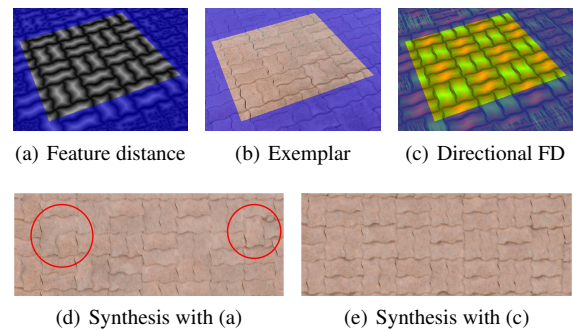 (a) Feature distance
(b) Exemplar
(c) Directional FD
(d) Synthesis with (a)
(e) Synthesis with (c)